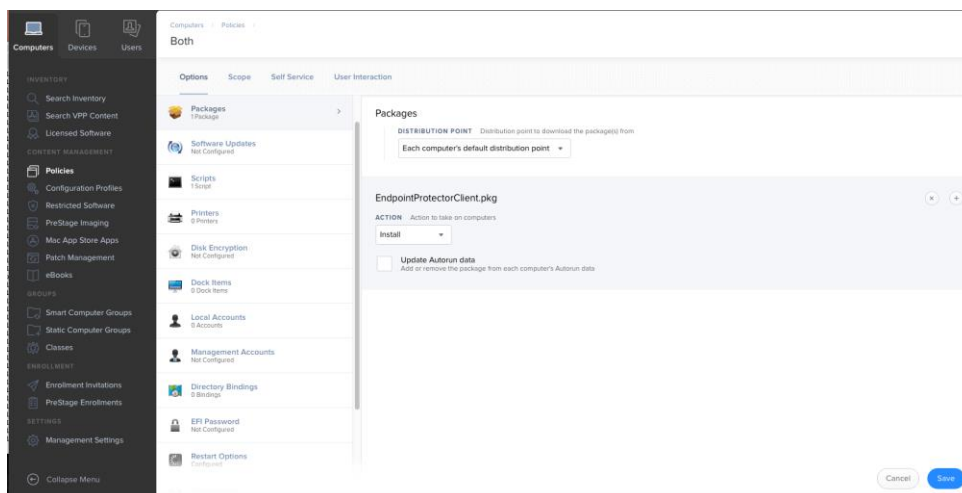 Computers
Devices
Users
INVENTORY
Search Inventory
Search VPP Content
Licensed Software
CONTENT MANAGEMENT
Policies
Configuration Profiles
Restricted Software
PreStage Imaging
Mac App Store Apps
Patch Management
eBooks
GROUPS
Smart Computer Groups
Static Computer Groups
Classes
ENROLLMENT
Enrollment Invitations
PreStage Enrollments
SETTINGS
Management Settings
Collapse Menu
Computers Policies
Both
Options Scope Self Service User Interaction
Packages
1 Package
Software Updates
Not Configured
Scripts
1 Script
Printers
0 Printers
Disk Encryption
Not Configured
Dock Items
0 Dock Items
Local Accounts
0 Accounts
Management Accounts
Not Configured
Directory Bindings
0 Bindings
EFI Password
Not Configured
Restart Options
Configured
Packages
DISTRIBUTION POINT Distribution point to download the package(s) from
Each computer's default distribution point
EndpointProtectorClient.pkg
ACTION Action to take on computers
Install
Update Autorun data
Add or remove the package from each computer's Autorun data
Cancel
Save